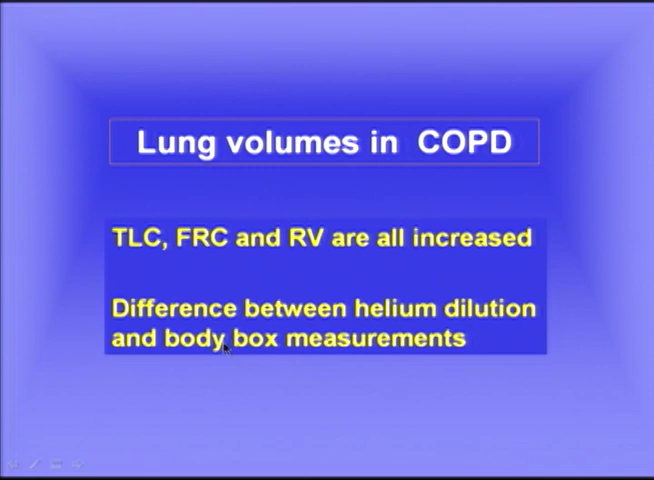 Lung volumes in COPD
TLC, FRC and RV are all increased
Difference between helium dilution
and body box measurements